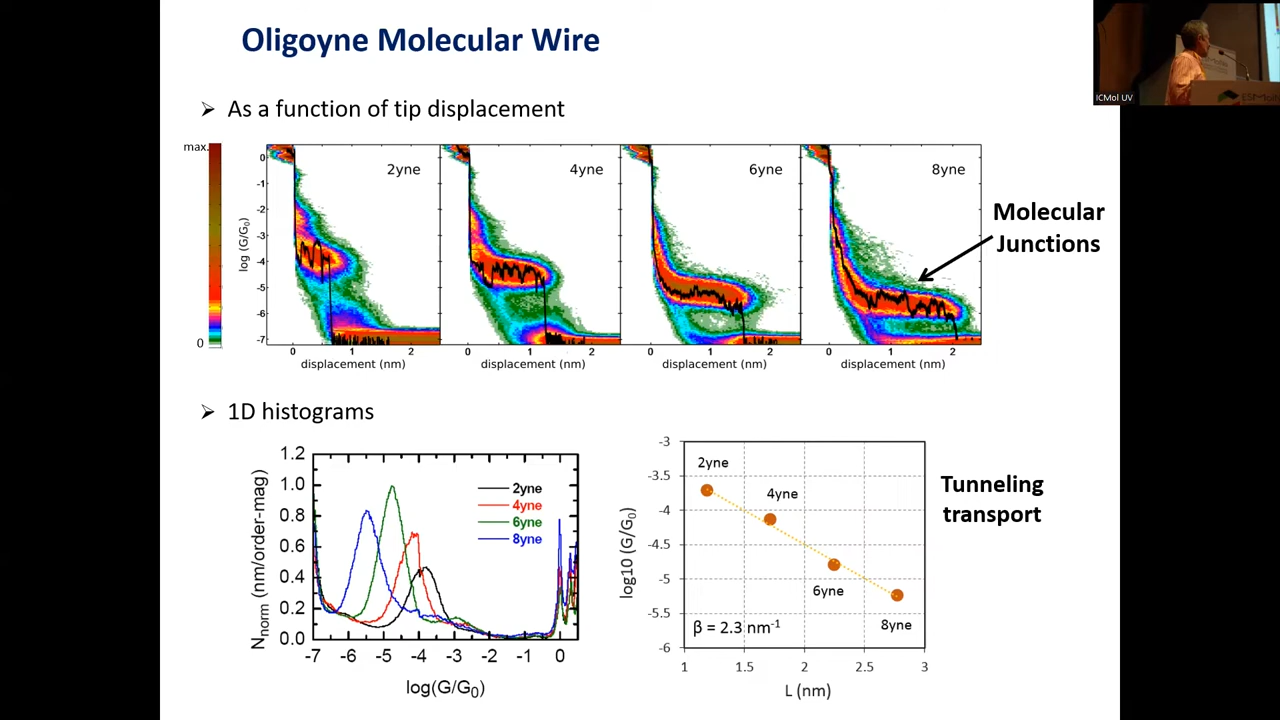 Oligoyne Molecular Wire
ICMol UV
➢ As a function of tip displacement
max.
0
log (G/G₀)
0
-1
-2
-3
-4
-5
-6
-7
2yne
4yne
6yne
8yne
0 1 2
0 1 2
0 1 2
0 1 2
displacement (nm)
displacement (nm)
displacement (nm)
displacement (nm)
Molecular
Junctions
➢ 1D histograms
Nnorm (nm/order-mag)
1.2
1.0
0.8
0.6
0.4
0.2
0.0
2yne
4yne
6yne
8yne
-7 -6 -5 -4 -3 -2 -1 0
log(G/G₀)
log10 (G/G₀)
-3
-3.5
-4
-4.5
-5
-5.5
-6
2yne
4yne
6yne
8yne
β = 2.3 nm⁻¹
1 1.5 2 2.5 3
L (nm)
Tunneling
transport